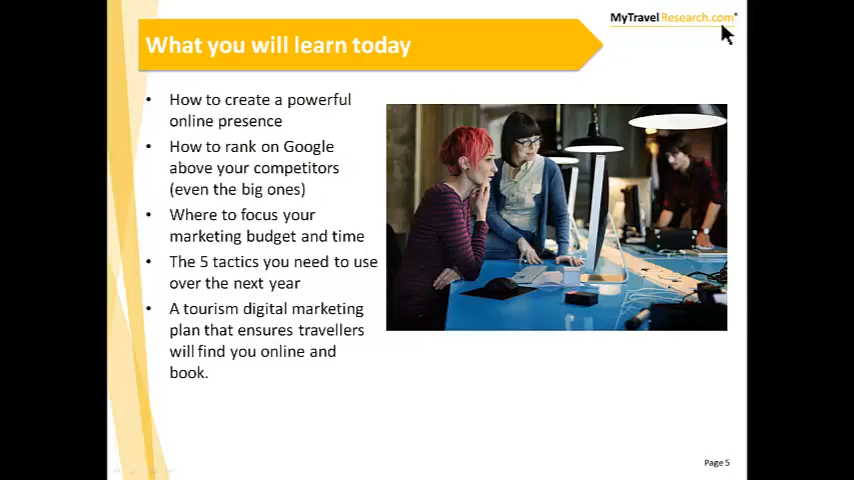 MyTravelResearch.com®
What you will learn today
• How to create a powerful
online presence
• How to rank on Google
above your competitors
(even the big ones)
• Where to focus your
marketing budget and time
• The 5 tactics you need to use
over the next year
• A tourism digital marketing
plan that ensures travellers
will find you online and
book.
Page 5